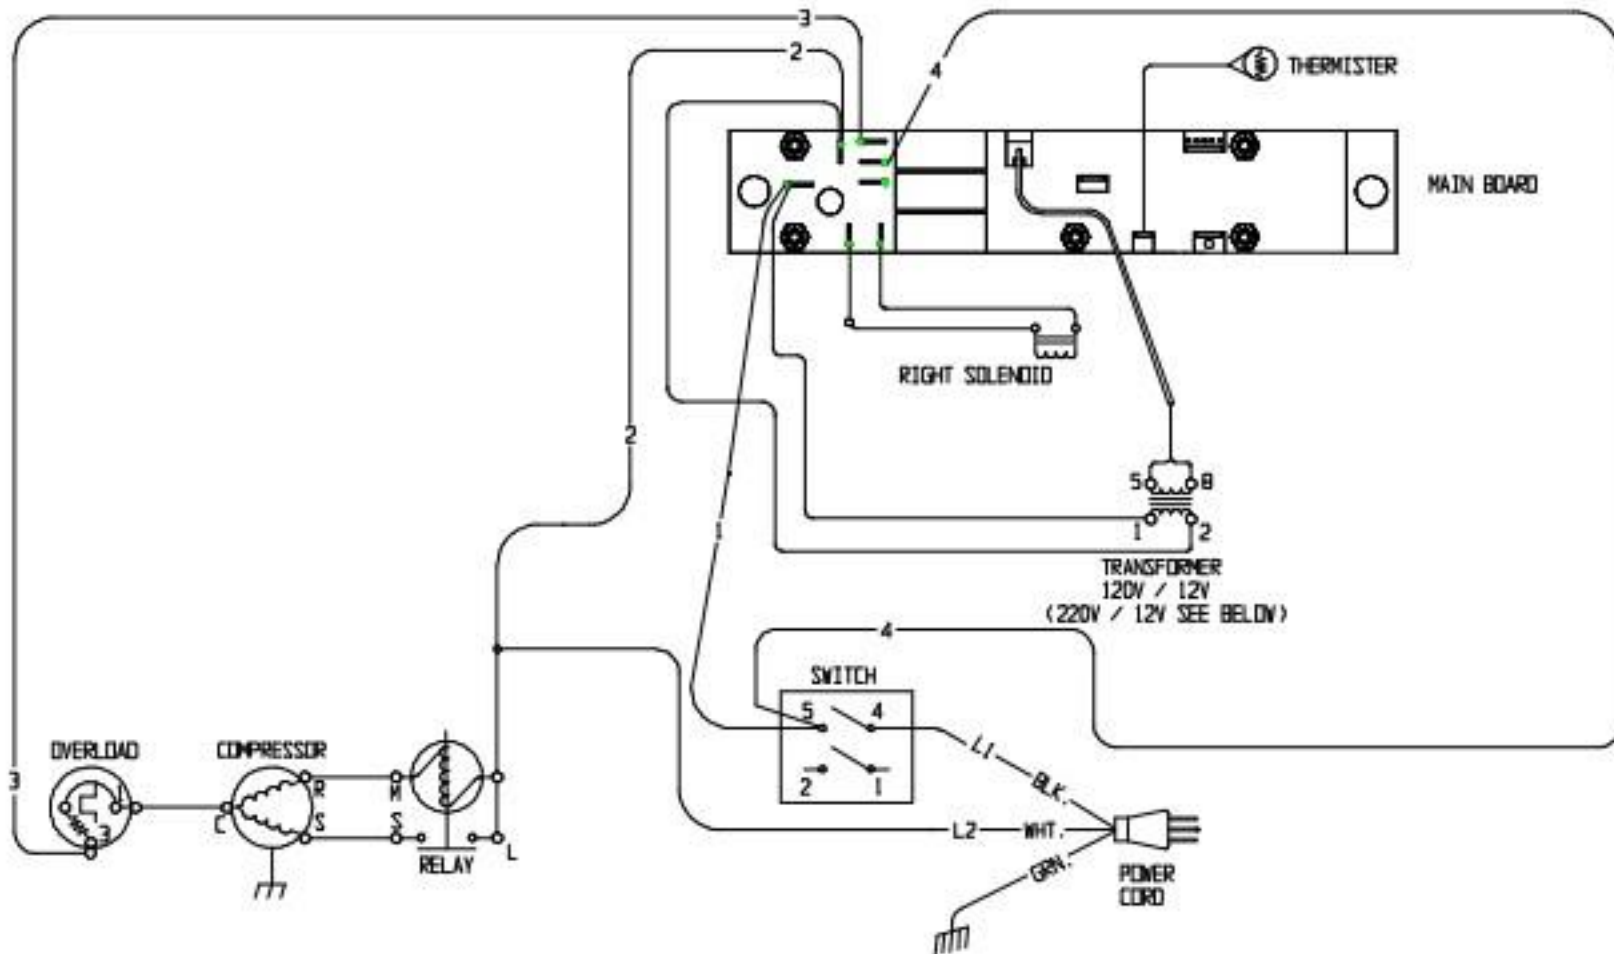 3
2
4
THERMISTER
MAIN BOARD
RIGHT SOLENOID
2
5 8
1
1 2
TRANSFORMER
120V / 12V
(220V / 12V SEE BELOW)
4
SWITCH
5 4
2 1
L1
BLK.
L2 WHT.
GRN.
POWER
CORD
3
OVERLOAD
1
3
COMPRESSOR
C
R
S
M
S
L
RELAY